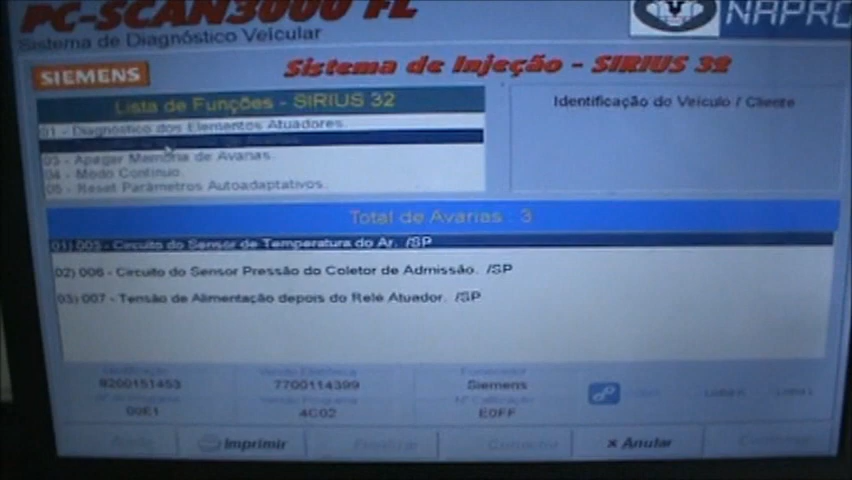 PC-SCAN3000 FL
NAPRO
Sistema de Diagnóstico Veicular
SIEMENS
Sistema de Injeção - SIRIUS 32
Lista de Funções - SIRIUS 32
Identificação do Veículo / Cliente
01 - Diagnóstico dos Elementos Atuadores.
03 - Apagar Memória de Avarias.
04 - Modo Contínuo.
05 - Reset Parâmetros Autoadaptativos.
Total de Avarias : 3
01) 003 - Circuito do Sensor de Temperatura do Ar. /SP
02) 006 - Circuito do Sensor Pressão do Coletor de Admissão. /SP
03) 007 - Tensão de Alimentação depois do Relé Atuador. /SP
8200151453
7700114399
Siemens
00E1
4C02
E0FF
Imprimir
× Anular